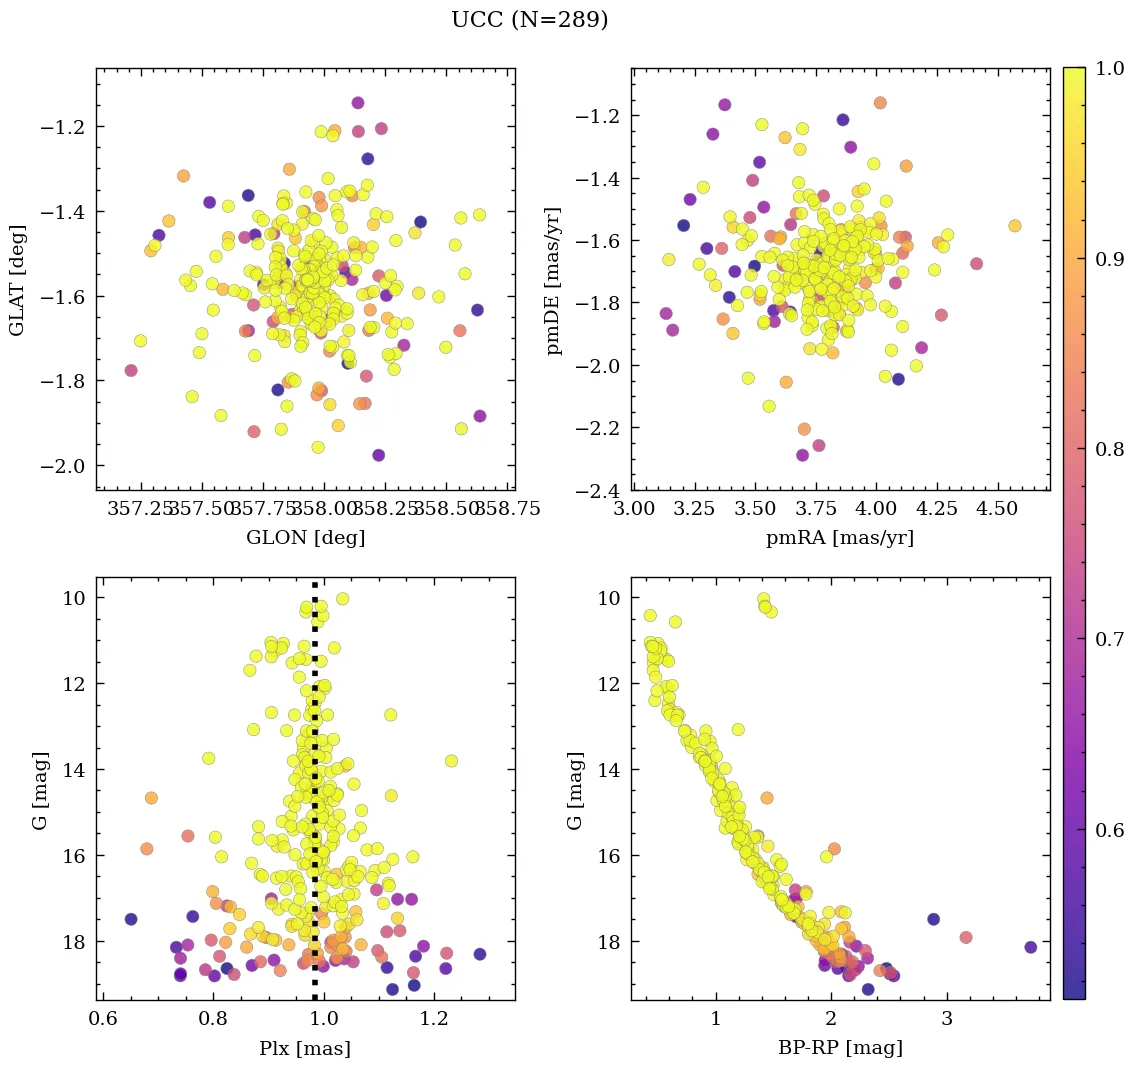 UCC (N=289)
−1.2
−1.4
−1.6
−1.8
−2.0
GLAT [deg]
357.25 357.50 357.75 358.00 358.25 358.50 358.75
GLON [deg]
−1.2
−1.4
−1.6
−1.8
−2.0
−2.2
−2.4
pmDE [mas/yr]
3.00 3.25 3.50 3.75 4.00 4.25 4.50
pmRA [mas/yr]
1.0
0.9
0.8
0.7
0.6
10
12
14
16
18
G [mag]
0.6 0.8 1.0 1.2
Plx [mas]
10
12
14
16
18
G [mag]
1 2 3
BP-RP [mag]